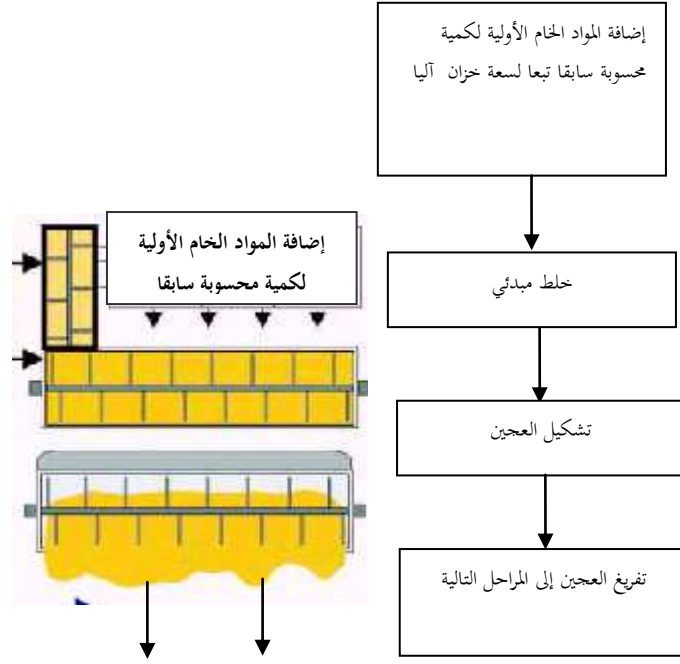 إضافة المواد الخام الأولية لكمية
محسوبة سابقا تبعا لسعة خزان آليا
إضافة المواد الخام الأولية
لكمية محسوبة سابقا
خلط مبدئي
تشكيل العجين
تفريغ العجين إلى المراحل التالية